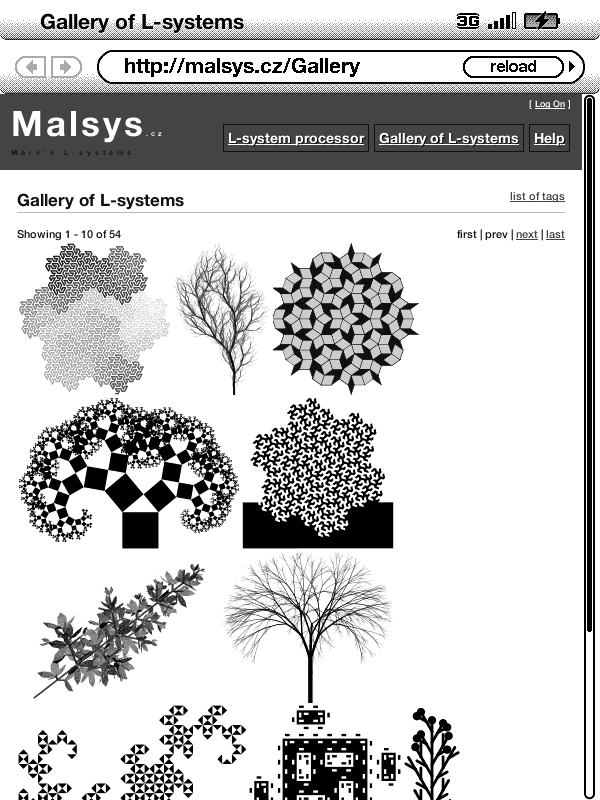 Gallery of L-systems
3G
http://malsys.cz/Gallery
reload
[ Log On ]
Malsys.cz
Mark's L-systems
L-system processor
Gallery of L-systems
Help
Gallery of L-systems
list of tags
Showing 1 - 10 of 54
first | prev | next | last